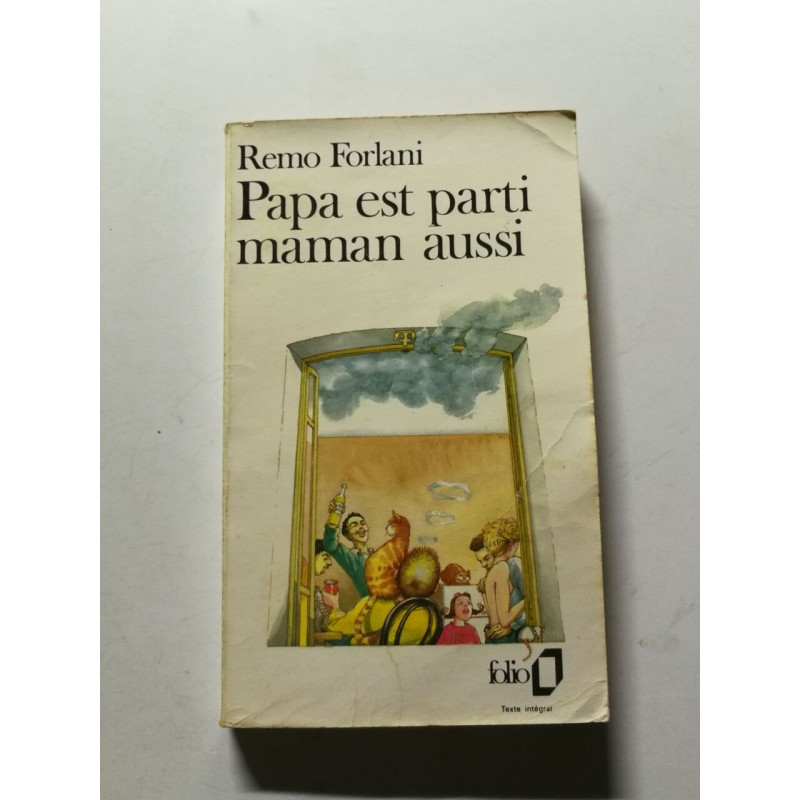 Remo Forlani
Papa est parti
maman aussi
folio
Texte intégral